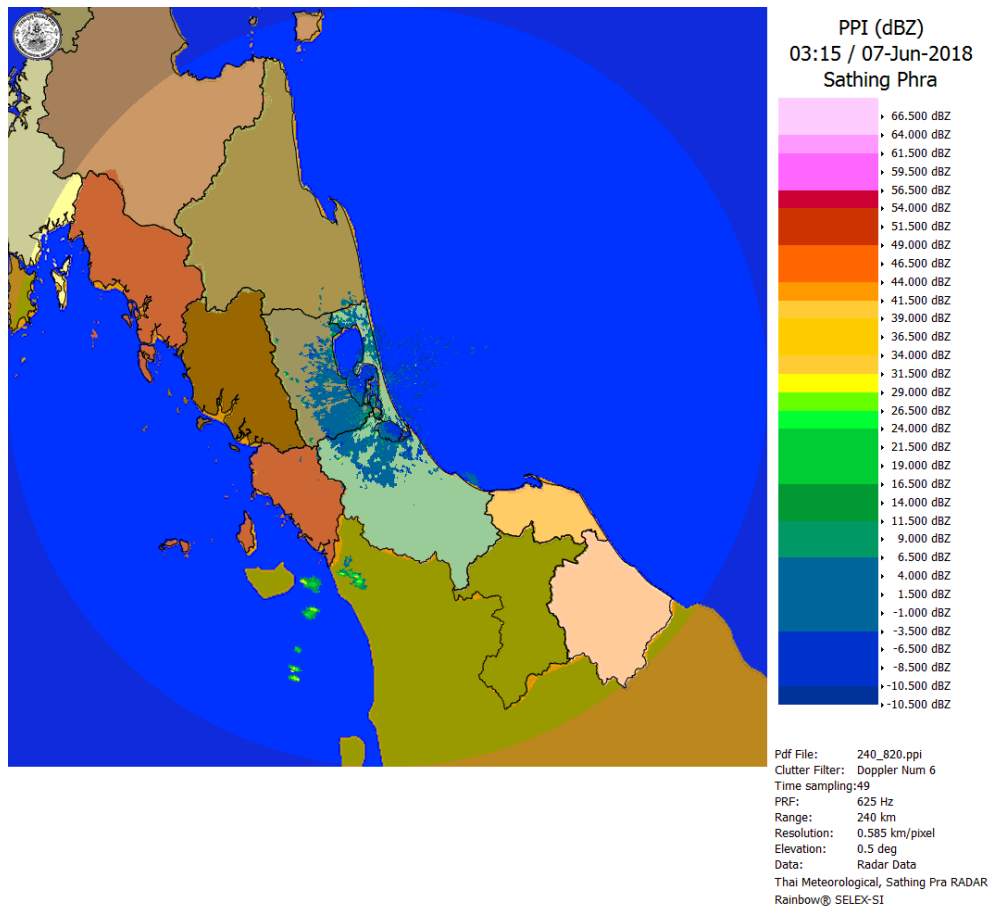 PPI (dBZ)
03:15 / 07-Jun-2018
Sathing Phra
66.500 dBZ
64.000 dBZ
61.500 dBZ
59.500 dBZ
56.500 dBZ
54.000 dBZ
51.500 dBZ
49.000 dBZ
46.500 dBZ
44.000 dBZ
41.500 dBZ
39.000 dBZ
36.500 dBZ
34.000 dBZ
31.500 dBZ
29.000 dBZ
26.500 dBZ
24.000 dBZ
21.500 dBZ
19.000 dBZ
16.500 dBZ
14.000 dBZ
11.500 dBZ
9.000 dBZ
6.500 dBZ
4.000 dBZ
1.500 dBZ
-1.000 dBZ
-3.500 dBZ
-6.500 dBZ
-8.500 dBZ
-10.500 dBZ
-10.500 dBZ
Pdf File: 240_820.ppi
Clutter Filter: Doppler Num 6
Time sampling:49
PRF: 625 Hz
Range: 240 km
Resolution: 0.585 km/pixel
Elevation: 0.5 deg
Data: Radar Data
Thai Meteorological, Sathing Pra RADAR
Rainbow® SELEX-SI